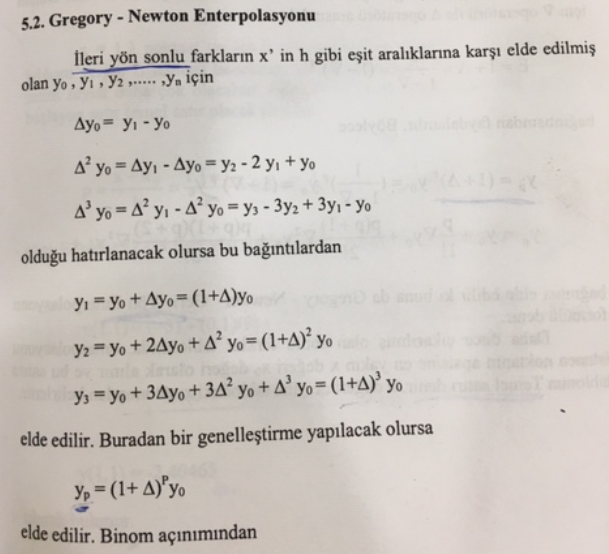 5.2. Gregory - Newton Enterpolasyonu
İleri yön sonlu farkların x' in h gibi eşit aralıklarına karşı elde edilmiş
olan y₀ , y₁ , y₂ ,..... ,yₙ için
Δy₀ = y₁ - y₀
Δ² y₀ = Δy₁ - Δy₀ = y₂ - 2 y₁ + y₀
Δ³ y₀ = Δ² y₁ - Δ² y₀ = y₃ - 3y₂ + 3y₁ - y₀
olduğu hatırlanacak olursa bu bağıntılardan
y₁ = y₀ + Δy₀ = (1+Δ)y₀
y₂ = y₀ + 2Δy₀ + Δ² y₀ = (1+Δ)² y₀
y₃ = y₀ + 3Δy₀ + 3Δ² y₀ + Δ³ y₀ = (1+Δ)³ y₀
elde edilir. Buradan bir genelleştirme yapılacak olursa
yₚ = (1+ Δ)ᵖy₀
elde edilir. Binom açınımından